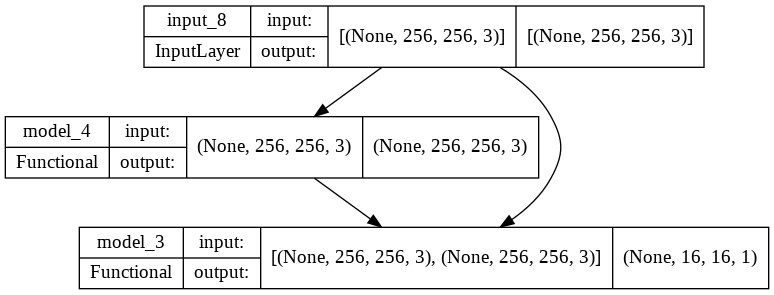 input_8 input: [(None, 256, 256, 3)] [(None, 256, 256, 3)]
InputLayer output:
model_4 input: (None, 256, 256, 3) (None, 256, 256, 3)
Functional output:
model_3 input: [(None, 256, 256, 3), (None, 256, 256, 3)] (None, 16, 16, 1)
Functional output: